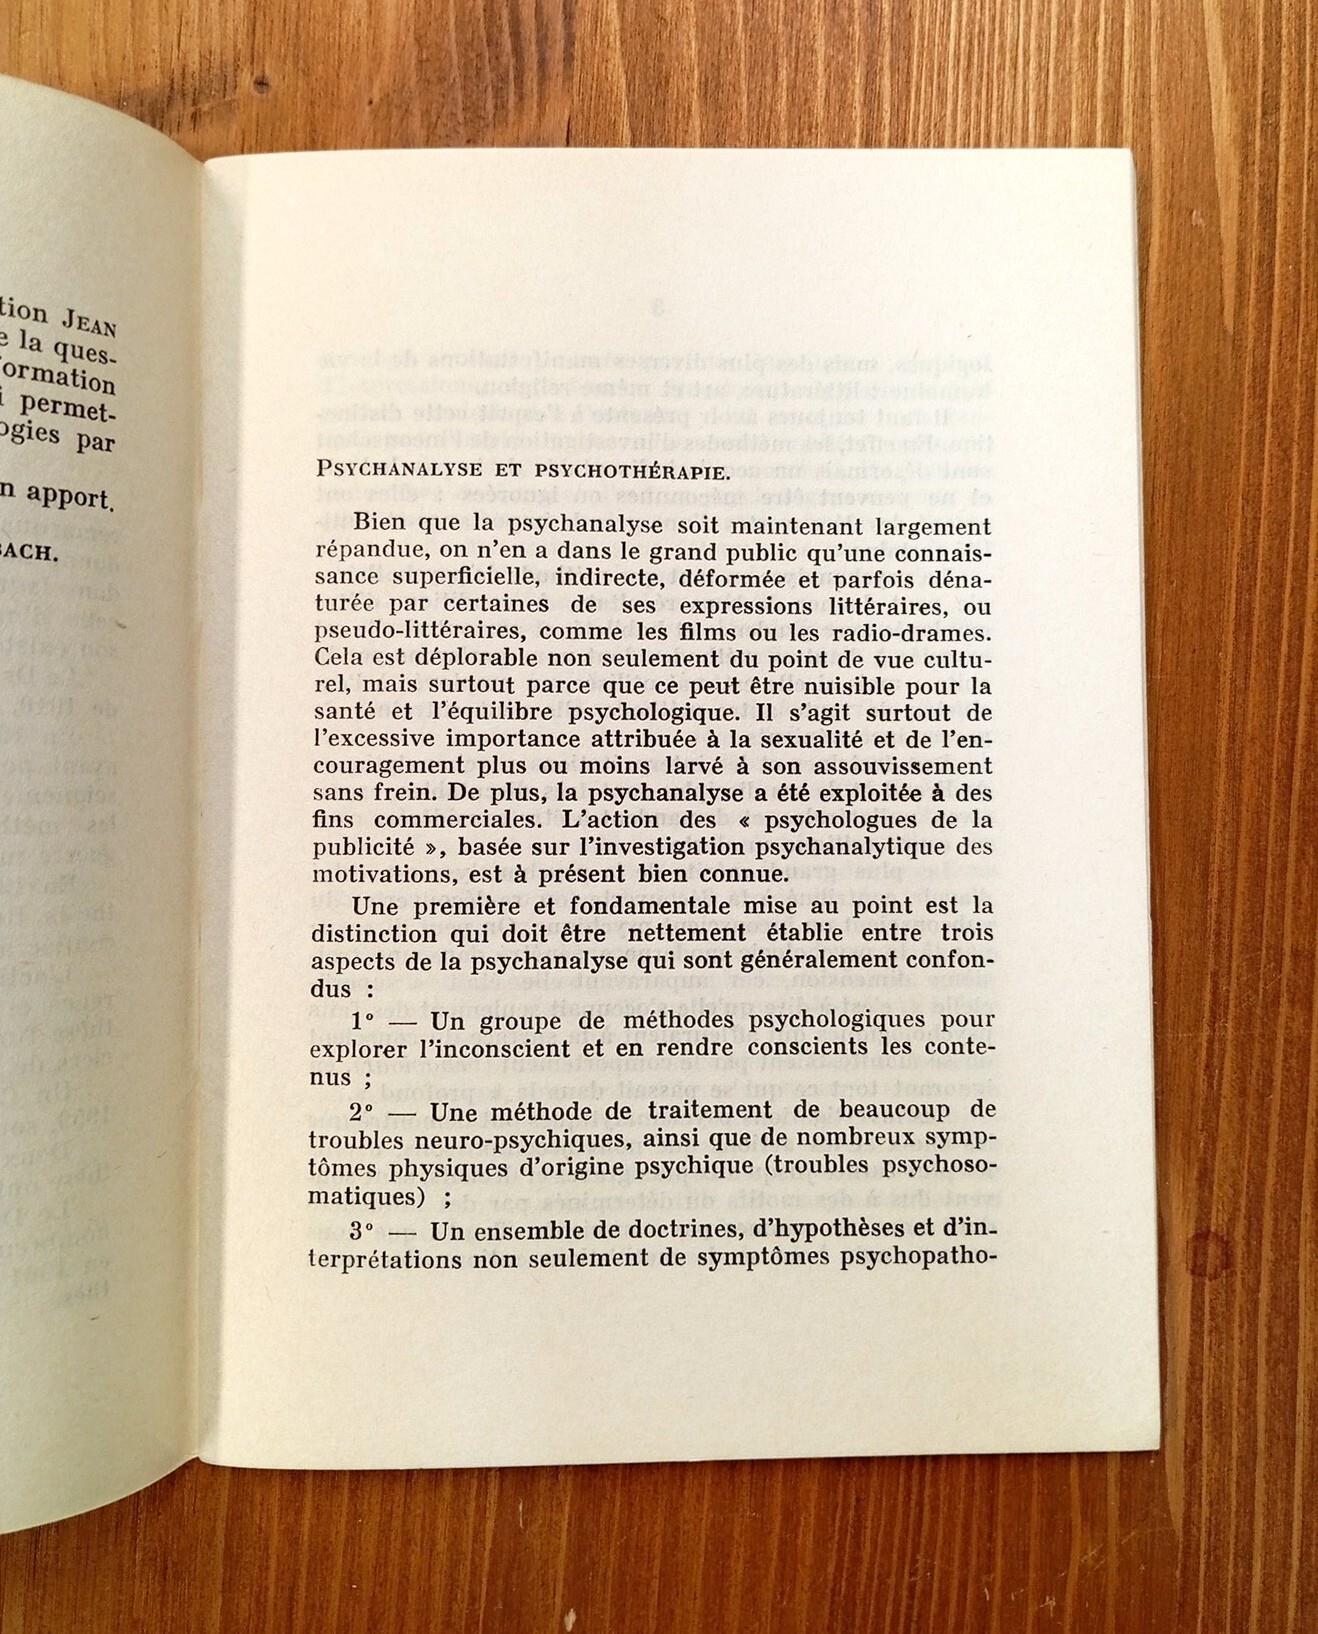 tion JEAN
la ques-
ormation
permet-
ogies par
n apport.
BACH.
PSYCHANALYSE ET PSYCHOTHÉRAPIE.
Bien que la psychanalyse soit maintenant largement
répandue, on n'en a dans le grand public qu'une connais-
sance superficielle, indirecte, déformée et parfois déna-
turée par certaines de ses expressions littéraires, ou
pseudo-littéraires, comme les films ou les radio-drames.
Cela est déplorable non seulement du point de vue cultu-
rel, mais surtout parce que ce peut être nuisible pour la
santé et l'équilibre psychologique. Il s'agit surtout de
l'excessive importance attribuée à la sexualité et de l'en-
couragement plus ou moins larvé à son assouvissement
sans frein. De plus, la psychanalyse a été exploitée à des
fins commerciales. L'action des « psychologues de la
publicité », basée sur l'investigation psychanalytique des
motivations, est à présent bien connue.
Une première et fondamentale mise au point est la
distinction qui doit être nettement établie entre trois
aspects de la psychanalyse qui sont généralement confon-
dus :
1° — Un groupe de méthodes psychologiques pour
explorer l'inconscient et en rendre conscients les conte-
nus ;
2° — Une méthode de traitement de beaucoup de
troubles neuro-psychiques, ainsi que de nombreux symp-
tômes physiques d'origine psychique (troubles psychoso-
matiques) ;
3° — Un ensemble de doctrines, d'hypothèses et d'in-
terprétations non seulement de symptômes psychopatho-